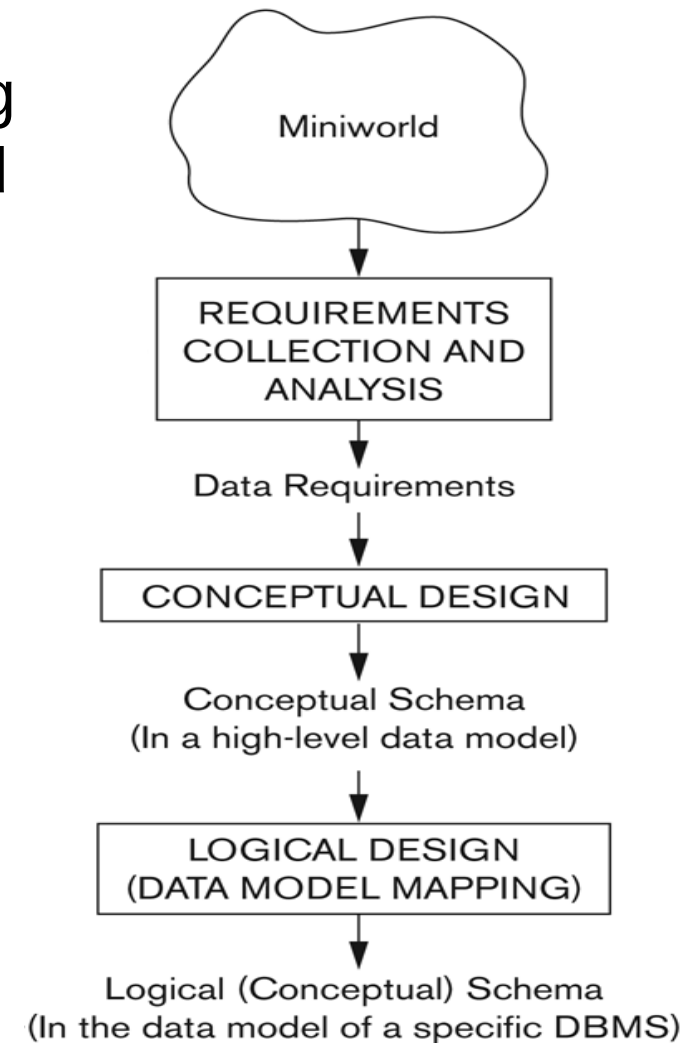 g
Miniworld
REQUIREMENTS
COLLECTION AND
ANALYSIS
Data Requirements
CONCEPTUAL DESIGN
Conceptual Schema
(In a high-level data model)
LOGICAL DESIGN
(DATA MODEL MAPPING)
Logical (Conceptual) Schema
(In the data model of a specific DBMS)